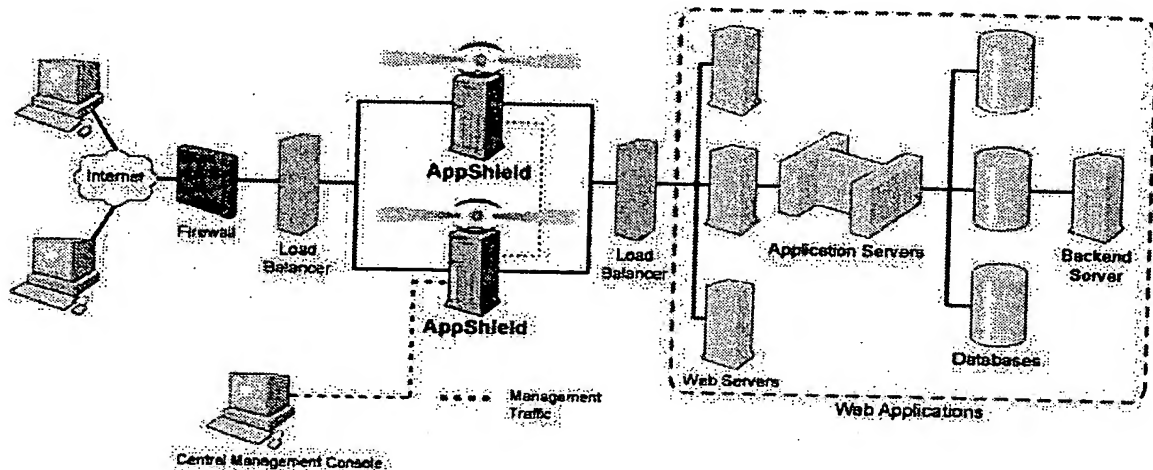 AppShield
Internet
Firewall
Load
Balancer
AppShield
Load
Balancer
Application Servers
Backend
Server
Web Servers
Databases
Web Applications
Management
Traffic
Central Management Console